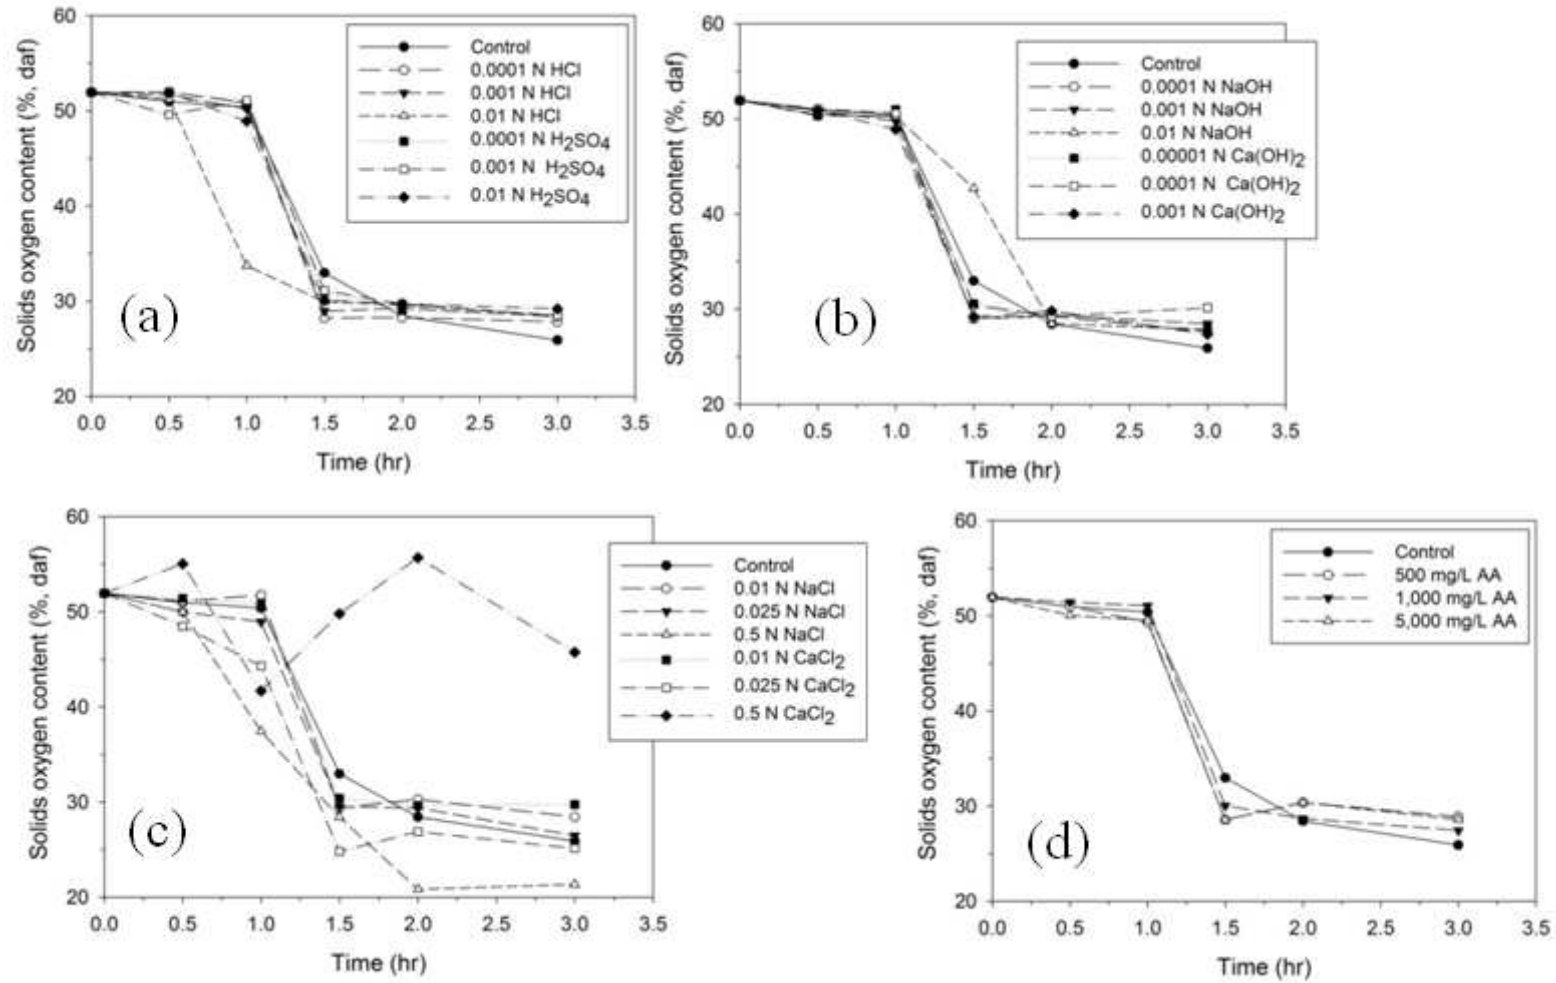 60
50
40
30
20
Solids oxygen content (%, daf)
Control
0.0001 N HCl
0.001 N HCl
0.01 N HCl
0.0001 N H2SO4
0.001 N H2SO4
0.01 N H2SO4
(a)
0.0 0.5 1.0 1.5 2.0 2.5 3.0 3.5
Time (hr)
60
50
40
30
20
Solids oxygen content (%, daf)
Control
0.0001 N NaOH
0.001 N NaOH
0.01 N NaOH
0.00001 N Ca(OH)2
0.0001 N Ca(OH)2
0.001 N Ca(OH)2
(b)
0.0 0.5 1.0 1.5 2.0 2.5 3.0 3.5
Time (hr)
60
50
40
30
20
Solids oxygen content (%, daf)
Control
0.01 N NaCl
0.025 N NaCl
0.5 N NaCl
0.01 N CaCl2
0.025 N CaCl2
0.5 N CaCl2
(c)
0.0 0.5 1.0 1.5 2.0 2.5 3.0 3.5
Time (hr)
60
50
40
30
20
Solids oxygen content (%, daf)
Control
500 mg/L AA
1,000 mg/L AA
5,000 mg/L AA
(d)
0.0 0.5 1.0 1.5 2.0 2.5 3.0 3.5
Time (hr)